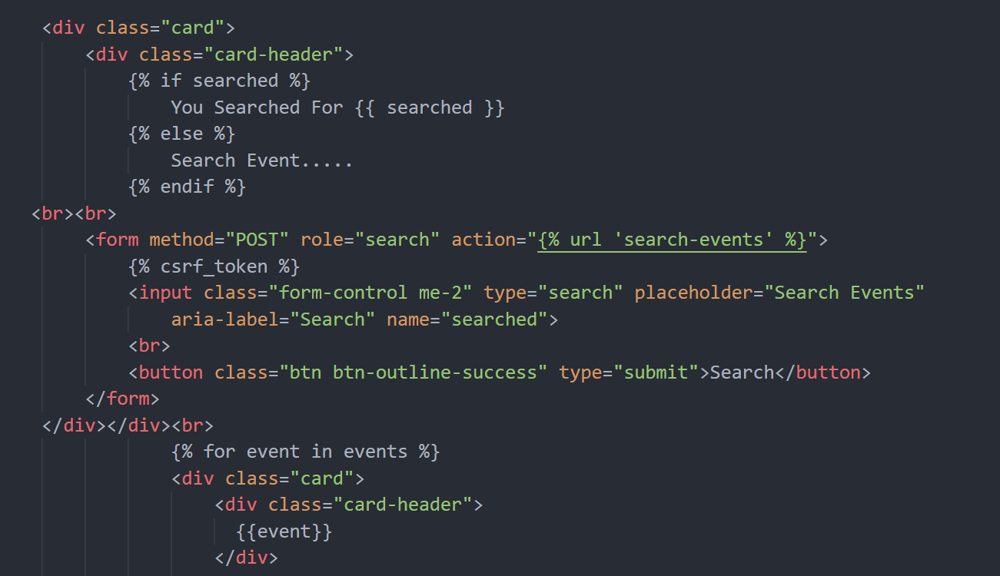 <div class="card">
<div class="card-header">
{% if searched %}
You Searched For {{ searched }}
{% else %}
Search Event.....
{% endif %}
<br><br>
<form method="POST" role="search" action="{% url 'search-events' %}">
{% csrf_token %}
<input class="form-control me-2" type="search" placeholder="Search Events"
aria-label="Search" name="searched">
<br>
<button class="btn btn-outline-success" type="submit">Search</button>
</form>
</div></div><br>
{% for event in events %}
<div class="card">
<div class="card-header">
{{event}}
</div>